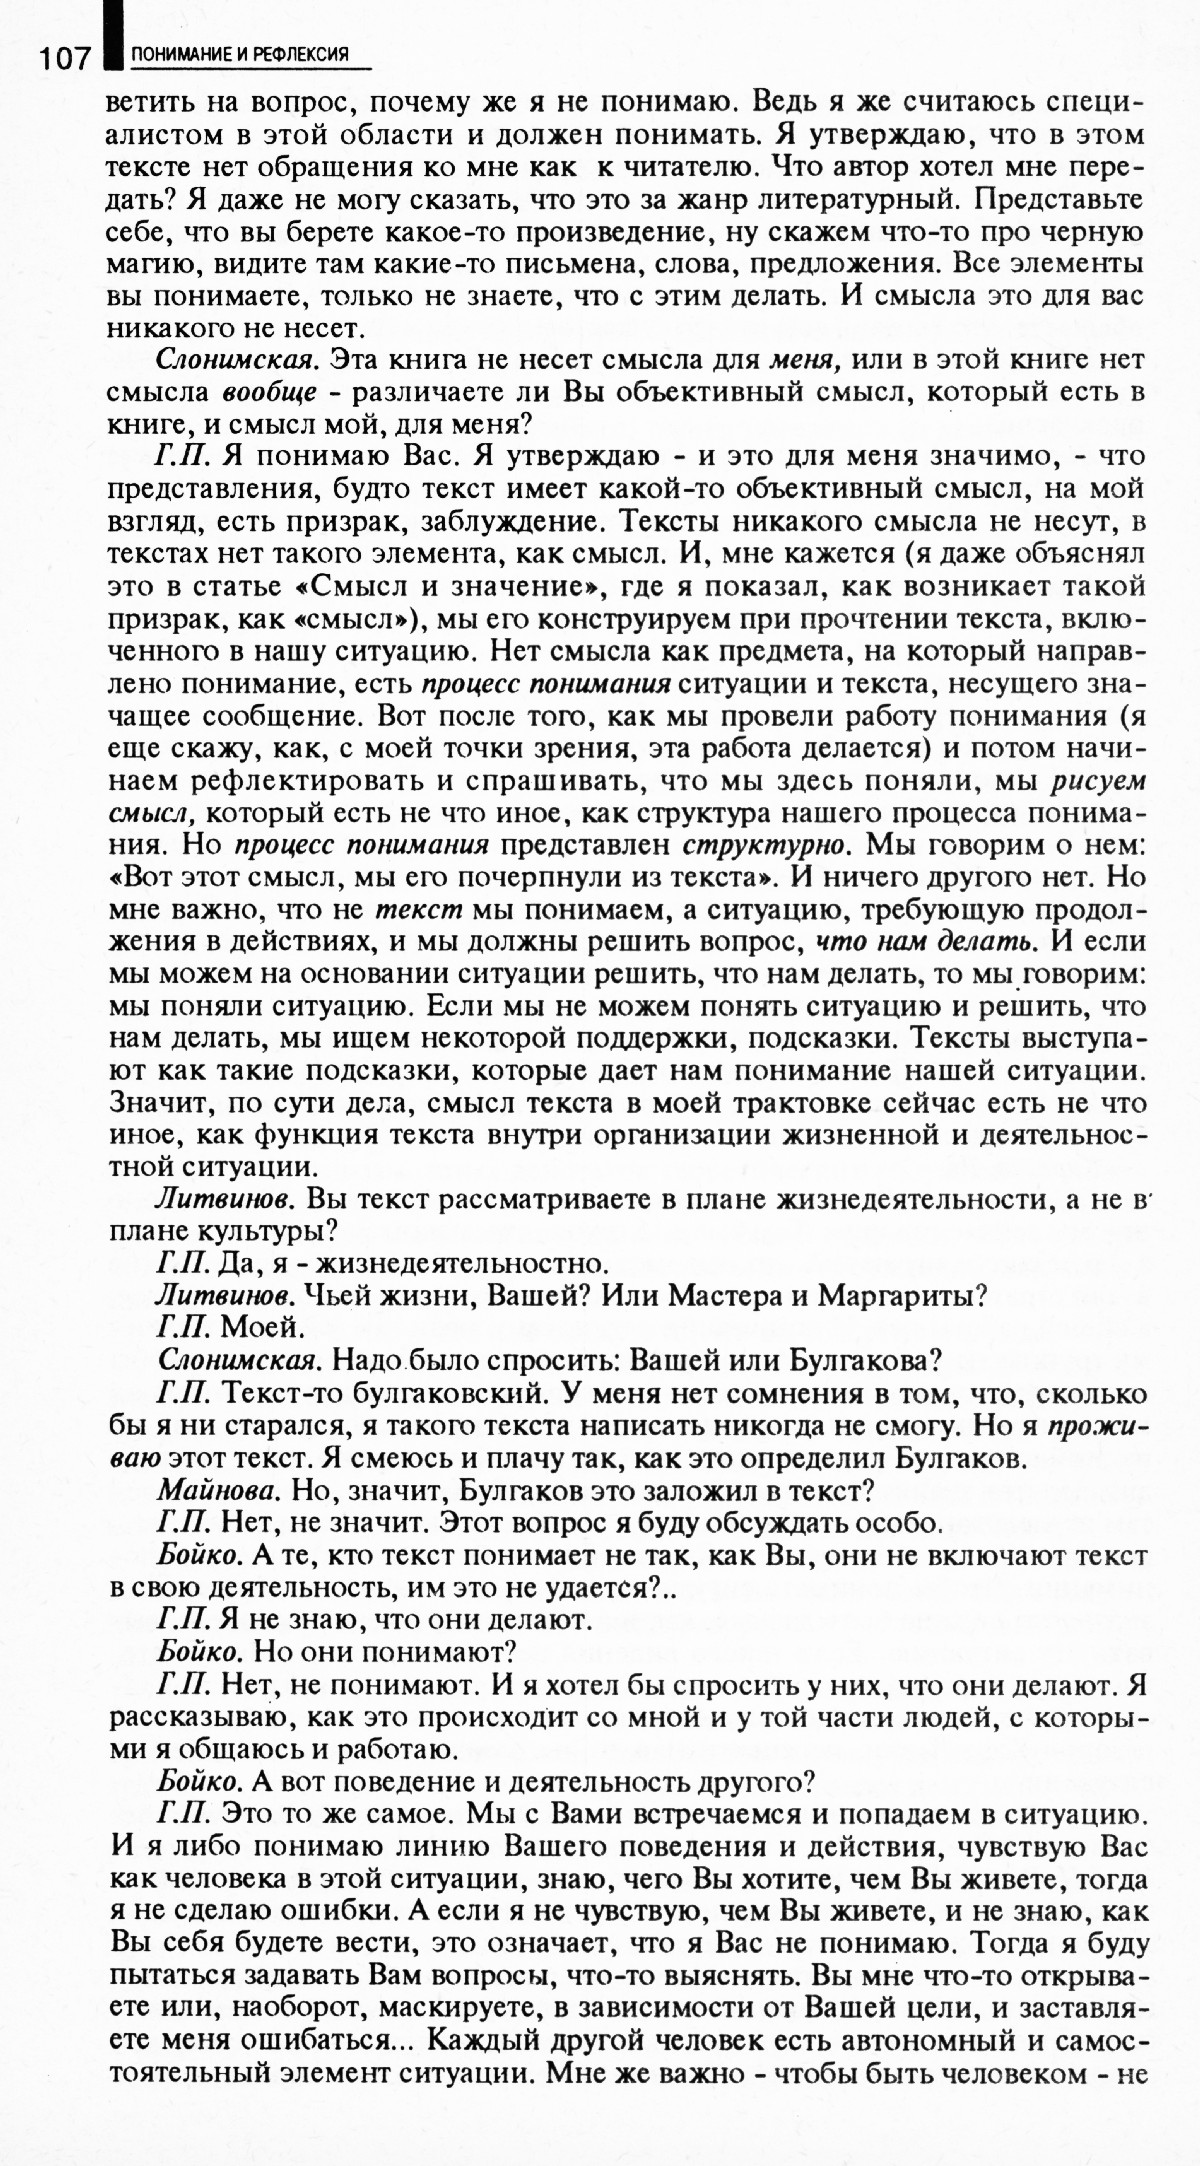 107 ПОНИМАНИЕ И РЕФЛЕКСИЯ
ветить на вопрос, почему же я не понимаю. Ведь я же считаюсь специ-
алистом в этой области и должен понимать. Я утверждаю, что в этом
тексте нет обращения ко мне как к читателю. Что автор хотел мне пере-
дать? Я даже не могу сказать, что это за жанр литературный. Представьте
себе, что вы берете какое-то произведение, ну скажем что-то про черную
магию, видите там какие-то письмена, слова, предложения. Все элементы
вы понимаете, только не знаете, что с этим делать. И смысла это для вас
никакого не несет.
Слонимская. Эта книга не несет смысла для меня, или в этой книге нет
смысла вообще - различаете ли Вы объективный смысл, который есть в
книге, и смысл мой, для меня?
Г.П. Я понимаю Вас. Я утверждаю - и это для меня значимо, - что
представления, будто текст имеет какой-то объективный смысл, на мой
взгляд, есть призрак, заблуждение. Тексты никакого смысла не несут, в
текстах нет такого элемента, как смысл. И, мне кажется (я даже объяснял
это в статье «Смысл и значение», где я показал, как возникает такой
призрак, как «смысл»), мы его конструируем при прочтении текста, вклю-
ченного в нашу ситуацию. Нет смысла как предмета, на который направ-
лено понимание, есть процесс понимания ситуации и текста, несущего зна-
чащее сообщение. Вот после того, как мы провели работу понимания (я
еще скажу, как, с моей точки зрения, эта работа делается) и потом начи-
наем рефлектировать и спрашивать, что мы здесь поняли, мы рисуем
смысл, который есть не что иное, как структура нашего процесса понима-
ния. Но процесс понимания представлен структурно. Мы говорим о нем:
«Вот этот смысл, мы его почерпнули из текста». И ничего другого нет. Но
мне важно, что не текст мы понимаем, а ситуацию, требующую продол-
жения в действиях, и мы должны решить вопрос, что нам делать. И если
мы можем на основании ситуации решить, что нам делать, то мы говорим:
мы поняли ситуацию. Если мы не можем понять ситуацию и решить, что
нам делать, мы ищем некоторой поддержки, подсказки. Тексты выступа-
ют как такие подсказки, которые дает нам понимание нашей ситуации.
Значит, по сути дела, смысл текста в моей трактовке сейчас есть не что
иное, как функция текста внутри организации жизненной и деятельнос-
тной ситуации.
Литвинов. Вы текст рассматриваете в плане жизнедеятельности, а не в
плане культуры?
Г.П. Да, я - жизнедеятельностно.
Литвинов. Чьей жизни, Вашей? Или Мастера и Маргариты?
Г.П. Моей.
Слонимская. Надо было спросить: Вашей или Булгакова?
Г.П. Текст-то булгаковский. У меня нет сомнения в том, что, сколько
бы я ни старался, я такого текста написать никогда не смогу. Но я прожи-
ваю этот текст. Я смеюсь и плачу так, как это определил Булгаков.
Майнова. Но, значит, Булгаков это заложил в текст?
Г.П. Нет, не значит. Этот вопрос я буду обсуждать особо.
Бойко. А те, кто текст понимает не так, как Вы, они не включают текст
в свою деятельность, им это не удается?..
Г.П. Я не знаю, что они делают.
Бойко. Но они понимают?
Г.П. Нет, не понимают. И я хотел бы спросить у них, что они делают. Я
рассказываю, как это происходит со мной и у той части людей, с которы-
ми я общаюсь и работаю.
Бойко. А вот поведение и деятельность другого?
Г.П. Это то же самое. Мы с Вами встречаемся и попадаем в ситуацию.
И я либо понимаю линию Вашего поведения и действия, чувствую Вас
как человека в этой ситуации, знаю, чего Вы хотите, чем Вы живете, тогда
я не сделаю ошибки. А если я не чувствую, чем Вы живете, и не знаю, как
Вы себя будете вести, это означает, что я Вас не понимаю. Тогда я буду
пытаться задавать Вам вопросы, что-то выяснять. Вы мне что-то открыва-
ете или, наоборот, маскируете, в зависимости от Вашей цели, и заставля-
ете меня ошибаться... Каждый другой человек есть автономный и самос-
тоятельный элемент ситуации. Мне же важно - чтобы быть человеком - не